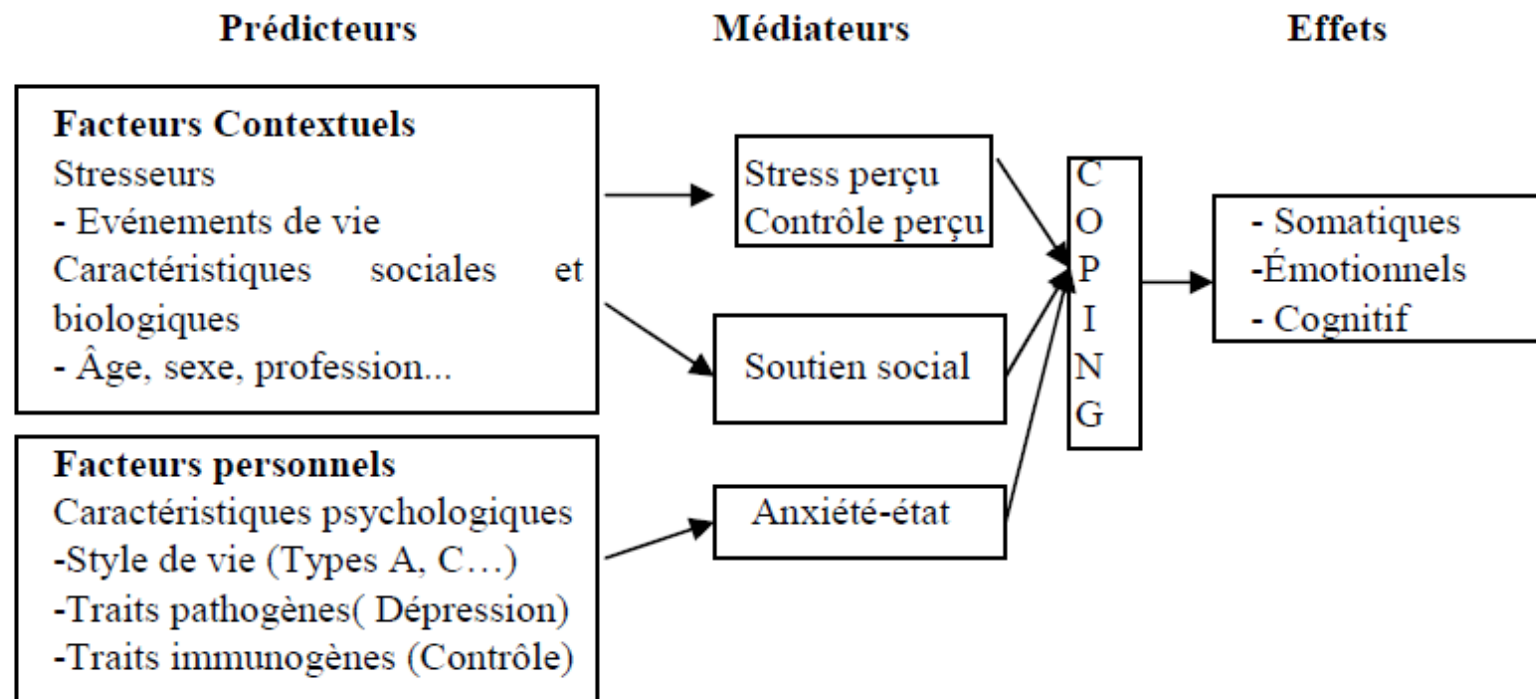 Prédicteurs Médiateurs Effets
Facteurs Contextuels
Stresseurs
- Evénements de vie
Caractéristiques sociales et
biologiques
- Âge, sexe, profession...
Facteurs personnels
Caractéristiques psychologiques
-Style de vie (Types A, C…)
-Traits pathogènes( Dépression)
-Traits immunogènes (Contrôle)
Stress perçu
Contrôle perçu
Soutien social
Anxiété-état
C
O
P
I
N
G
- Somatiques
-Émotionnels
- Cognitif